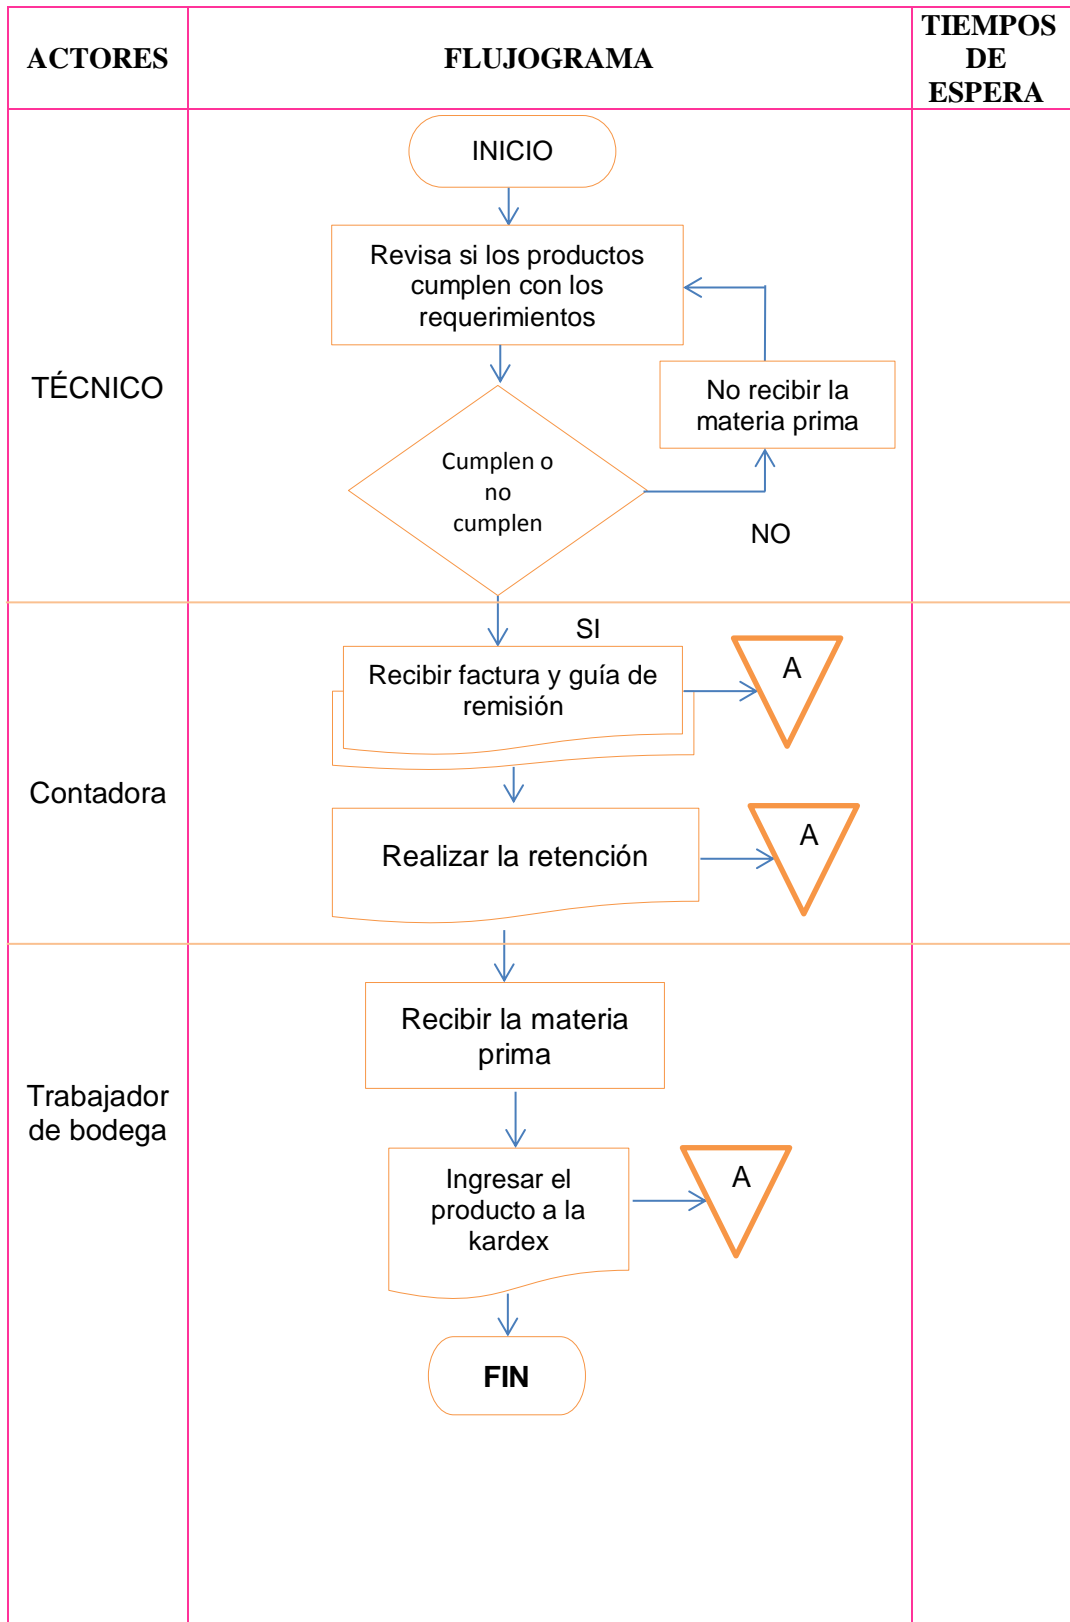 ACTORES
FLUJOGRAMA
TIEMPOS
DE
ESPERA
INICIO
Revisa si los productos
cumplen con los
requerimientos
TÉCNICO
No recibir la
materia prima
Cumplen o
no
cumplen
NO
SI
Recibir factura y guía de
remisión
A
Contadora
Realizar la retención
A
Recibir la materia
prima
Trabajador
de bodega
Ingresar el
producto a la
kardex
A
FIN